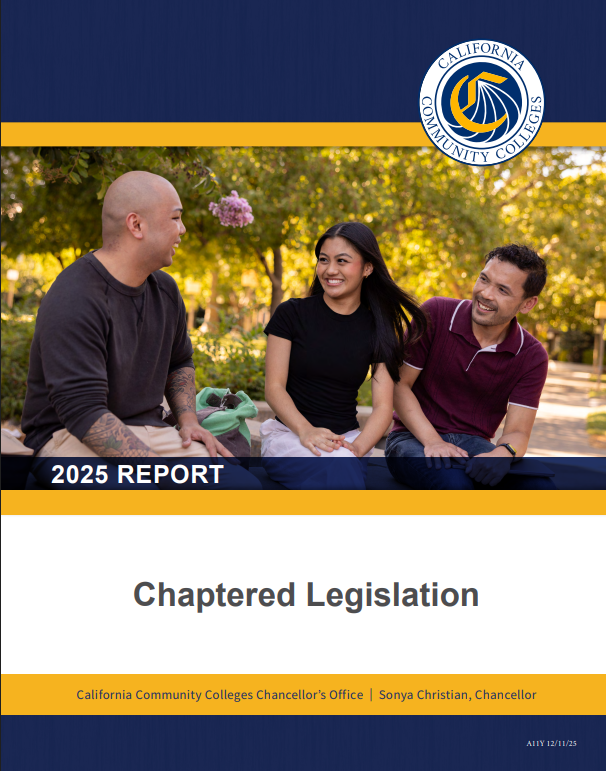 CALIFORNIA
COMMUNITY COLLEGES
C
2025 REPORT
Chaptered Legislation
California Community Colleges Chancellor's Office | Sonya Christian, Chancellor
A11Y 12/11/25